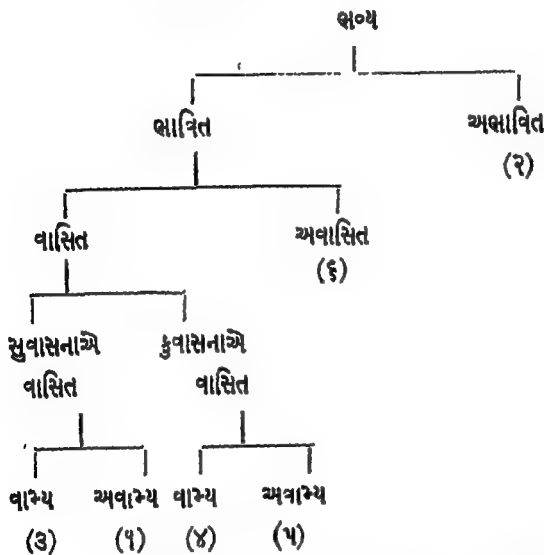 ભવ્ય
ભાવિત અભાવિત
(૨)
વાસિત અવાસિત
(૬)
સુવાસનાએ કુવાસનાએ
વાસિત વાસિત
વામ્ય અવામ્ય વામ્ય અવામ્ય
(૩) (૧) (૪) (૫)